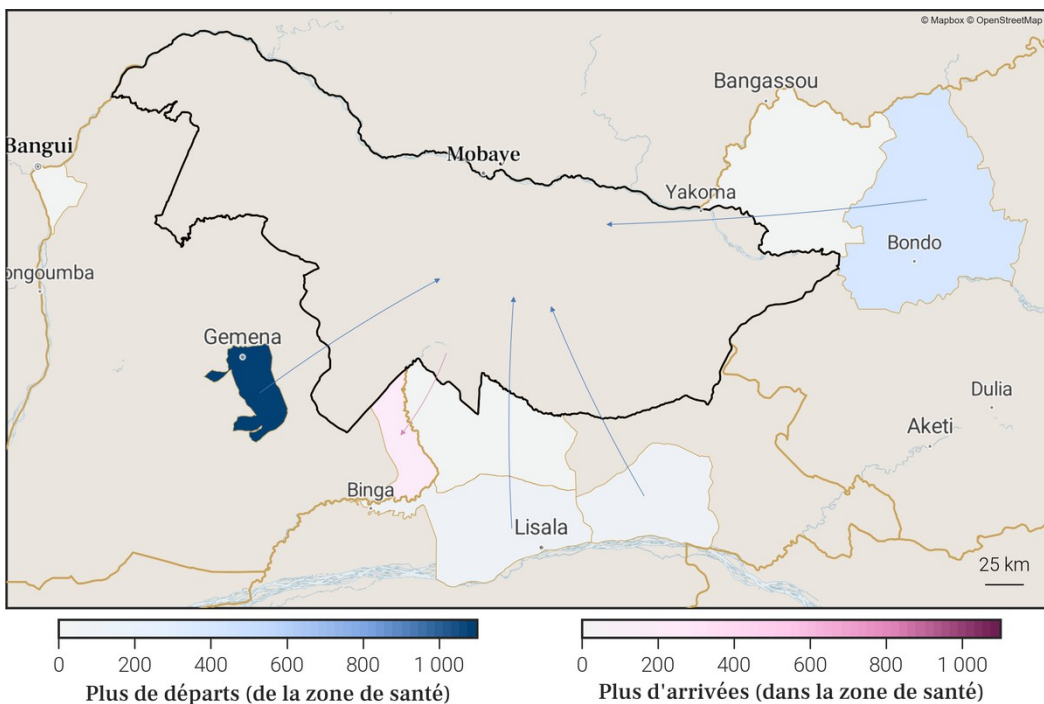 © Mapbox © OpenStreetMap
Bangassou
Bangui
Mobaye
Yakoma
Bondo
ongoumba
Gemena
Dulia
Aketi
Binga
Lisala
25 km
0 200 400 600 800 1 000
Plus de départs (de la zone de santé)
0 200 400 600 800 1 000
Plus d'arrivées (dans la zone de santé)